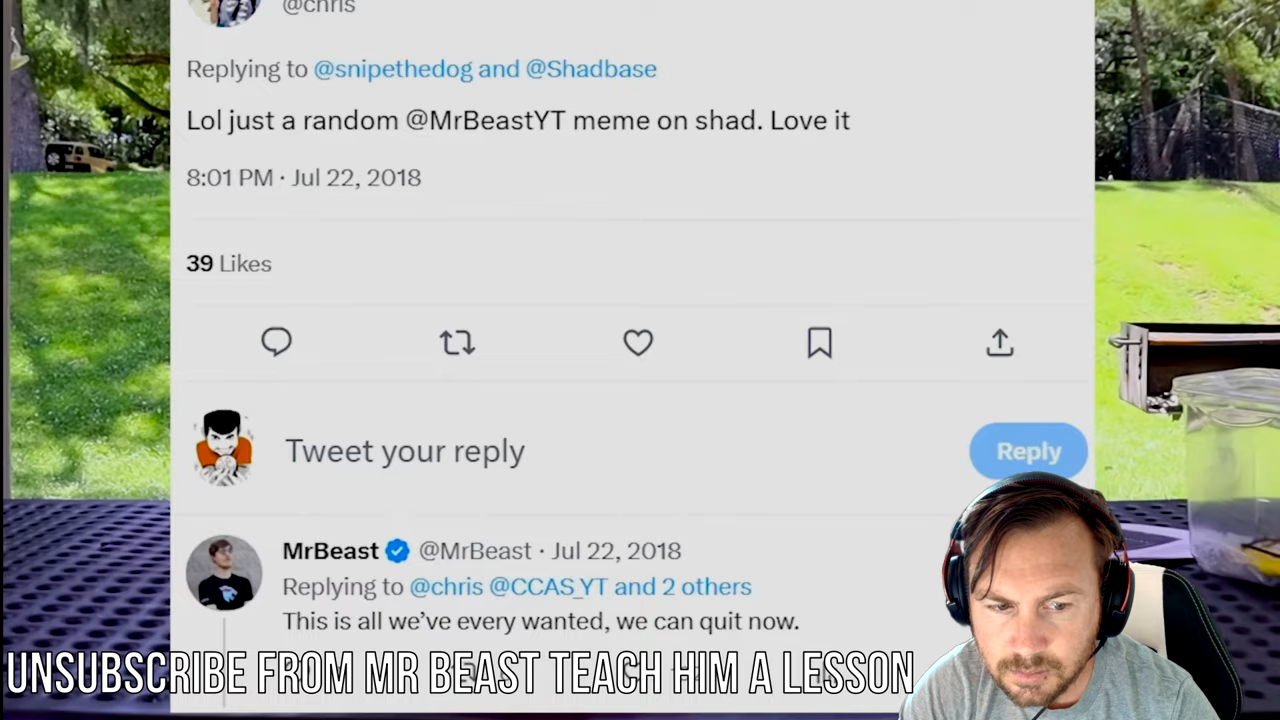 @chris
Replying to @snipethedog and @Shadbase
Lol just a random @MrBeastYT meme on shad. Love it
8:01 PM · Jul 22, 2018
39 Likes
Tweet your reply
Reply
MrBeast @MrBeast · Jul 22, 2018
Replying to @chris @CCAS_YT and 2 others
This is all we’ve every wanted, we can quit now.
UNSUBSCRIBE FROM MR BEAST TEACH HIM A LESSON